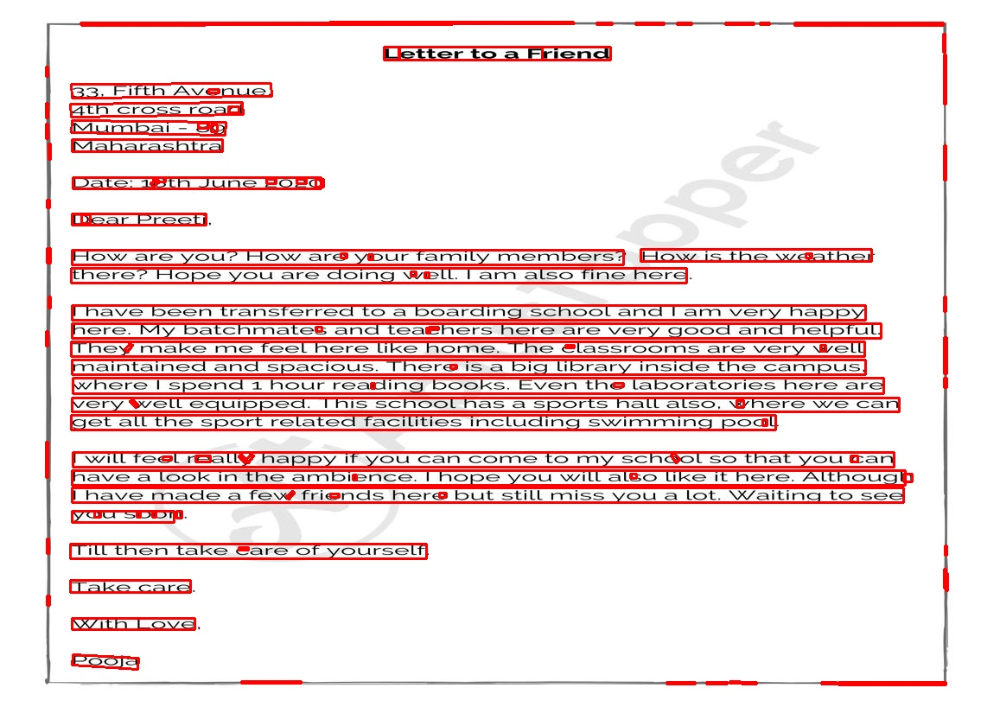 Letter to a Friend
33, Fifth Avenue,
4th cross road
Mumbai -
Maharashtra
Date: 18th June 2020
Dear Preeti,
How are you? How are your family members? How is the weather
there? Hope you are doing well. I am also fine here.
I have been transferred to a boarding school and I am very happy
here. My batchmates and teachers here are very good and helpful.
They make me feel here like home. The classrooms are very well
maintained and spacious. There is a big library inside the campus,
where I spend 1 hour reading books. Even the laboratories here are
very well equipped. This school has a sports hall also, where we can
get all the sport related facilities including swimming pool.
I will feel really happy if you can come to my school so that you can
have a look in the ambience. I hope you will also like it here. Although
I have made a few friends here but still miss you a lot. Waiting to see
you soon.
Till then take care of yourself.
Take care.
With Love,
Pooja